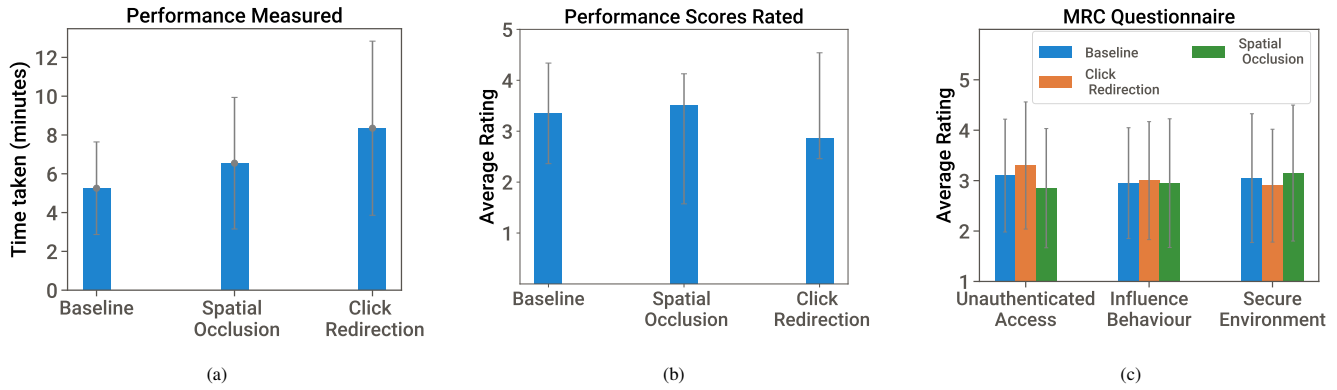 Performance Measured
Time taken (minutes)
12
10
8
6
4
2
0
Baseline
Spatial
Occlusion
Click
Redirection
(a)
Performance Scores Rated
Average Rating
5
4
3
2
1
Baseline
Spatial
Occlusion
Click
Redirection
(b)
MRC Questionnaire
Baseline
Click
Redirection
Spatial
Occlusion
Average Rating
5
4
3
2
1
Unauthenticated
Access
Influence
Behaviour
Secure
Environment
(c)